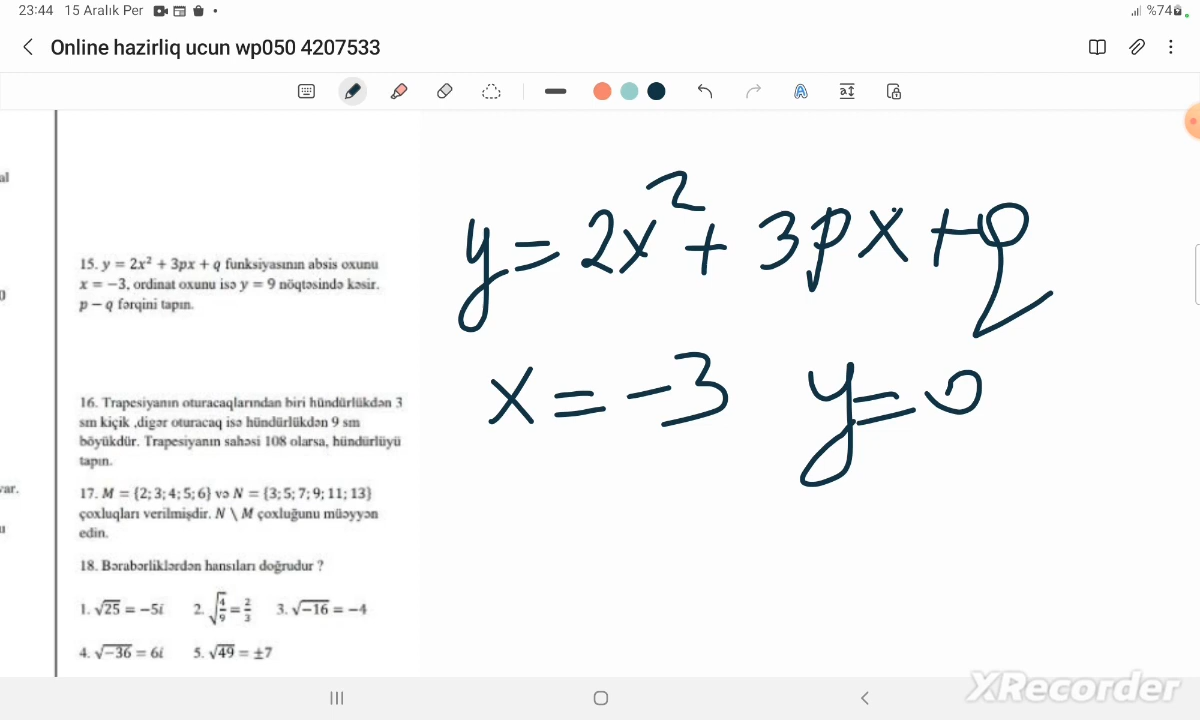 23:44 15 Aralık Per %74
Online hazirliq ucun wp050 4207533
al
15. y = 2x² + 3px + q funksiyasının absis oxunu
x = −3, ordinat oxunu isə y = 9 nöqtəsində kəsir.
p − q fərqini tapın.
16. Trapesiyanın oturacaqlarından biri hündürlükdən 3
sm kiçik ,digər oturacaq isə hündürlükdən 9 sm
böyükdür. Trapesiyanın sahəsi 108 olarsa, hündürlüyü
tapın.
var.
17. M = {2; 3; 4; 5; 6} və N = {3; 5; 7; 9; 11; 13}
çoxluqları verilmişdir. N \ M çoxluğunu müəyyən
edin.
18. Bərabərliklərdən hansıları doğrudur ?
1. √25 = −5i 2. √4/9 = 2/3 3. √−16 = −4
4. √−36 = 6i 5. √49 = ±7
y = 2x² + 3px + q
x = −3 y = 0
XRecorder